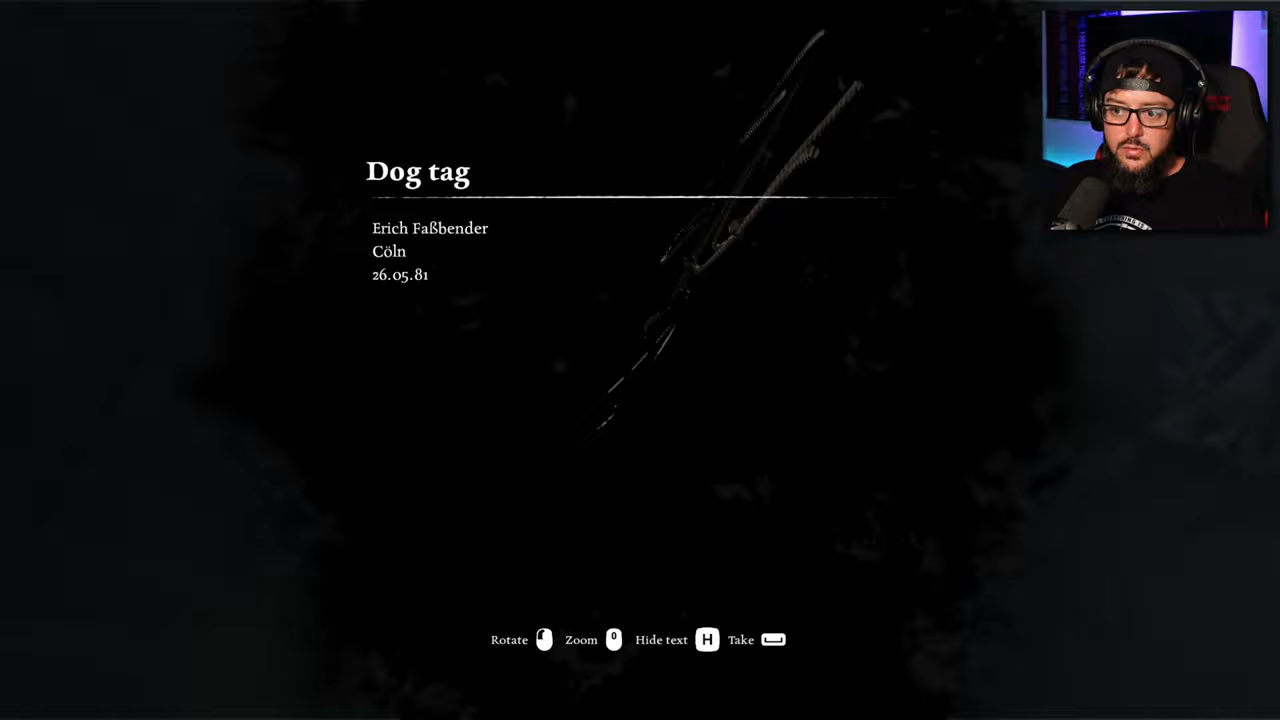 Dog tag
Erich Faßbender
Cöln
26.05.81
Rotate Zoom Hide text H Take